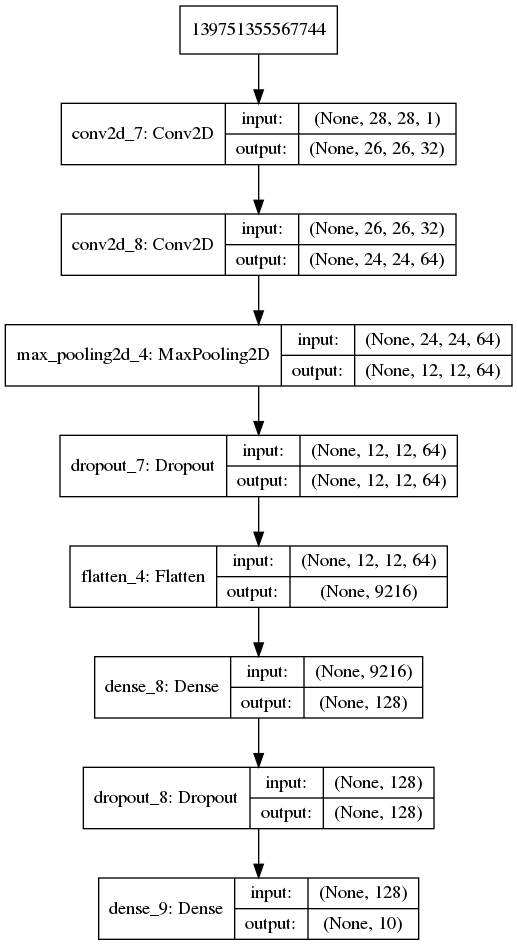 139751355567744
conv2d_7: Conv2D
input: (None, 28, 28, 1)
output: (None, 26, 26, 32)
conv2d_8: Conv2D
input: (None, 26, 26, 32)
output: (None, 24, 24, 64)
max_pooling2d_4: MaxPooling2D
input: (None, 24, 24, 64)
output: (None, 12, 12, 64)
dropout_7: Dropout
input: (None, 12, 12, 64)
output: (None, 12, 12, 64)
flatten_4: Flatten
input: (None, 12, 12, 64)
output: (None, 9216)
dense_8: Dense
input: (None, 9216)
output: (None, 128)
dropout_8: Dropout
input: (None, 128)
output: (None, 128)
dense_9: Dense
input: (None, 128)
output: (None, 10)